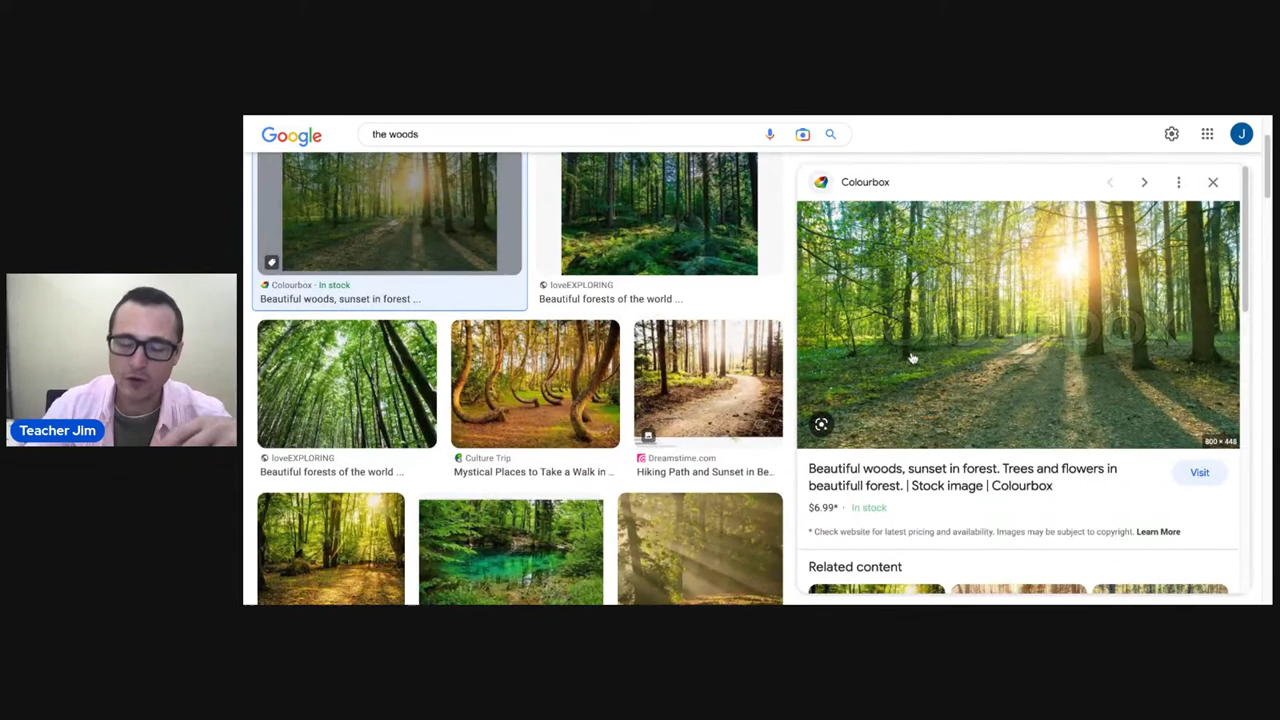 Google
the woods
J
Colourbox · In stock
Beautiful woods, sunset in forest ...
loveEXPLORING
Beautiful forests of the world ...
loveEXPLORING
Beautiful forests of the world ...
Culture Trip
Mystical Places to Take a Walk in ...
Dreamstime.com
Hiking Path and Sunset in Be...
Colourbox
800 × 448
Beautiful woods, sunset in forest. Trees and flowers in
beautifull forest. | Stock image | Colourbox
Visit
$6.99* · In stock
* Check website for latest pricing and availability. Images may be subject to copyright. Learn More
Related content
Teacher Jim